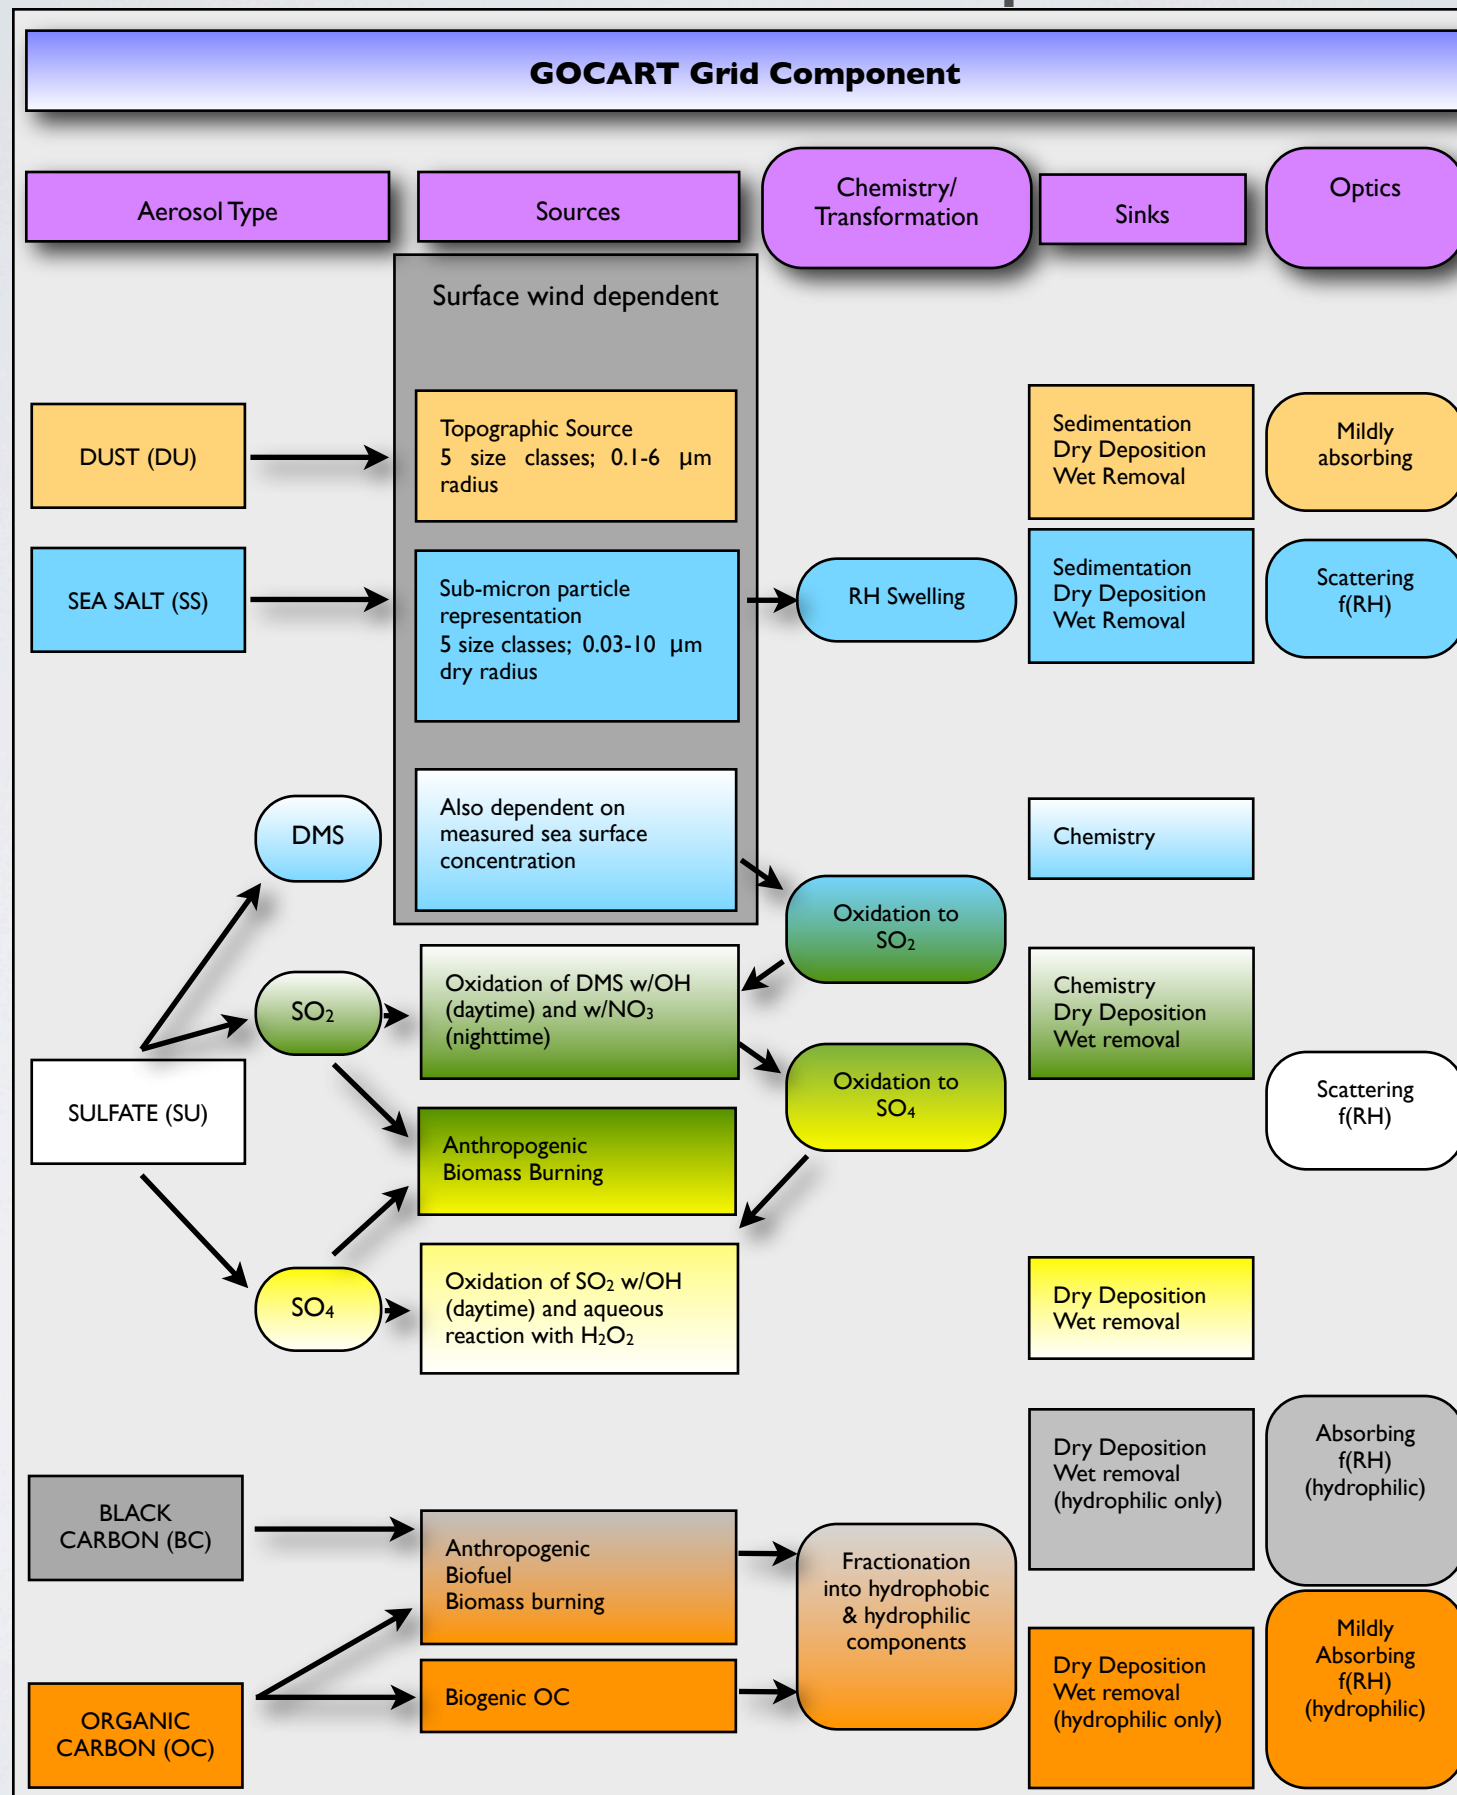 GOCART Grid Component
Aerosol Type
Sources
Chemistry/
Transformation
Sinks
Optics
Surface wind dependent
DUST (DU)
Topographic Source
5 size classes; 0.1-6 μm
radius
Sedimentation
Dry Deposition
Wet Removal
Mildly
absorbing
SEA SALT (SS)
Sub-micron particle
representation
5 size classes; 0.03-10 μm
dry radius
RH Swelling
Sedimentation
Dry Deposition
Wet Removal
Scattering
f(RH)
DMS
Also dependent on
measured sea surface
concentration
Chemistry
Oxidation to
SO₂
SO₂
Oxidation of DMS w/OH
(daytime) and w/NO₃
(nighttime)
Chemistry
Dry Deposition
Wet removal
SULFATE (SU)
Oxidation to
SO₄
Scattering
f(RH)
Anthropogenic
Biomass Burning
SO₄
Oxidation of SO₂ w/OH
(daytime) and aqueous
reaction with H₂O₂
Dry Deposition
Wet removal
BLACK
CARBON (BC)
Anthropogenic
Biofuel
Biomass burning
Fractionation
into hydrophobic
& hydrophilic
components
Dry Deposition
Wet removal
(hydrophilic only)
Absorbing
f(RH)
(hydrophilic)
ORGANIC
CARBON (OC)
Biogenic OC
Dry Deposition
Wet removal
(hydrophilic only)
Mildly
Absorbing
f(RH)
(hydrophilic)